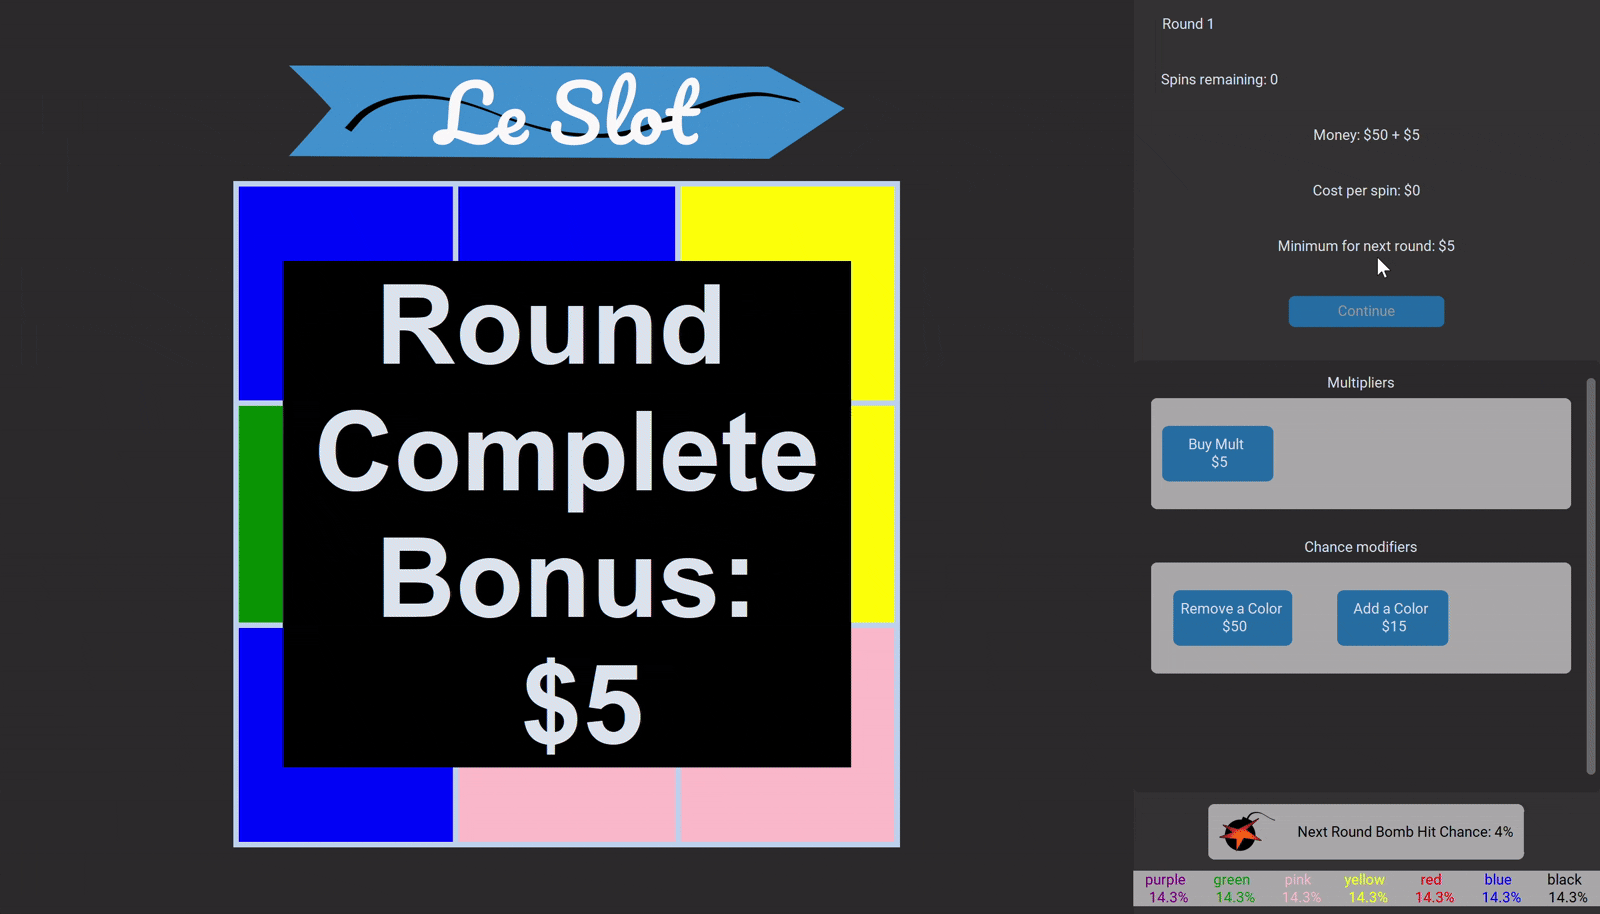 Le Slot
Round
Complete
Bonus:
$5
Round 1
Spins remaining: 0
Money: $50 + $5
Cost per spin: $0
Minimum for next round: $5
Continue
Multipliers
Buy Mult
$5
Chance modifiers
Remove a Color
$50
Add a Color
$15
Next Round Bomb Hit Chance: 4%
purple green pink yellow red blue black
14.3% 14.3% 14.3% 14.3% 14.3% 14.3% 14.3%